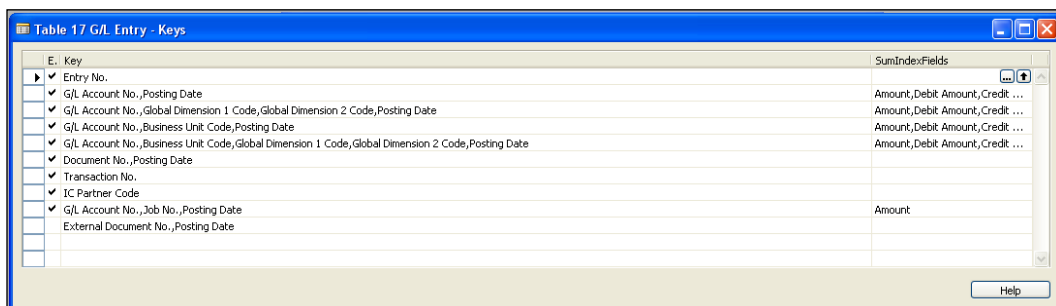 Table 17 G/L Entry - Keys
E. Key SumIndexFields
Entry No. ...
G/L Account No.,Posting Date Amount,Debit Amount,Credit ...
G/L Account No.,Global Dimension 1 Code,Global Dimension 2 Code,Posting Date Amount,Debit Amount,Credit ...
G/L Account No.,Business Unit Code,Posting Date Amount,Debit Amount,Credit ...
G/L Account No.,Business Unit Code,Global Dimension 1 Code,Global Dimension 2 Code,Posting Date Amount,Debit Amount,Credit ...
Document No.,Posting Date
Transaction No.
IC Partner Code
G/L Account No.,Job No.,Posting Date Amount
External Document No.,Posting Date
Help